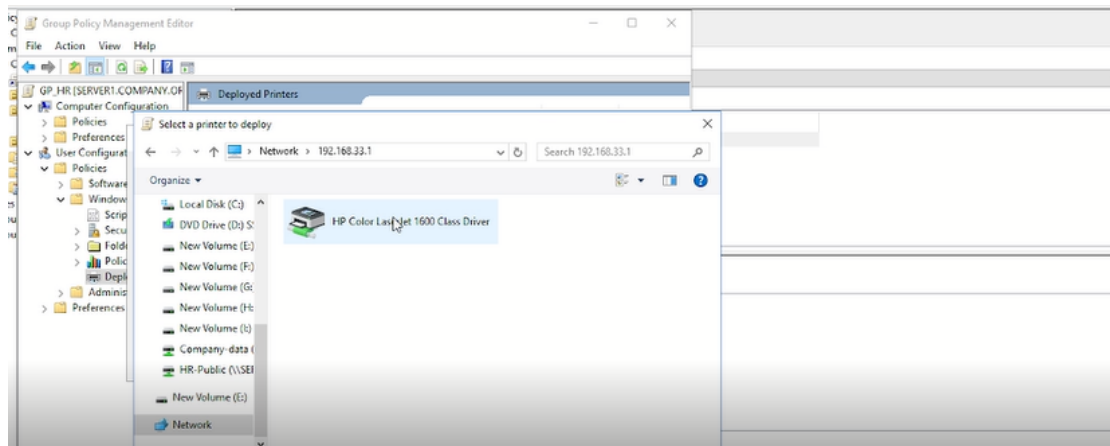 Group Policy Management Editor
File Action View Help
GP_HR [SERVER1.COMPANY.OF
Deployed Printers
Computer Configuration
Policies
Preferences
User Configurat
Policies
Software
Window
Scrip
Secu
Folde
Polic
Depl
Adminis
Preferences
Select a printer to deploy
Network > 192.168.33.1
Search 192.168.33.1
Organize
Local Disk (C:)
DVD Drive (D:) S
New Volume (E:)
New Volume (F:)
New Volume (G:
New Volume (H:
New Volume (I:)
Company-data (
HR-Public (\\SEI
New Volume (E:)
Network
HP Color LaserJet 1600 Class Driver